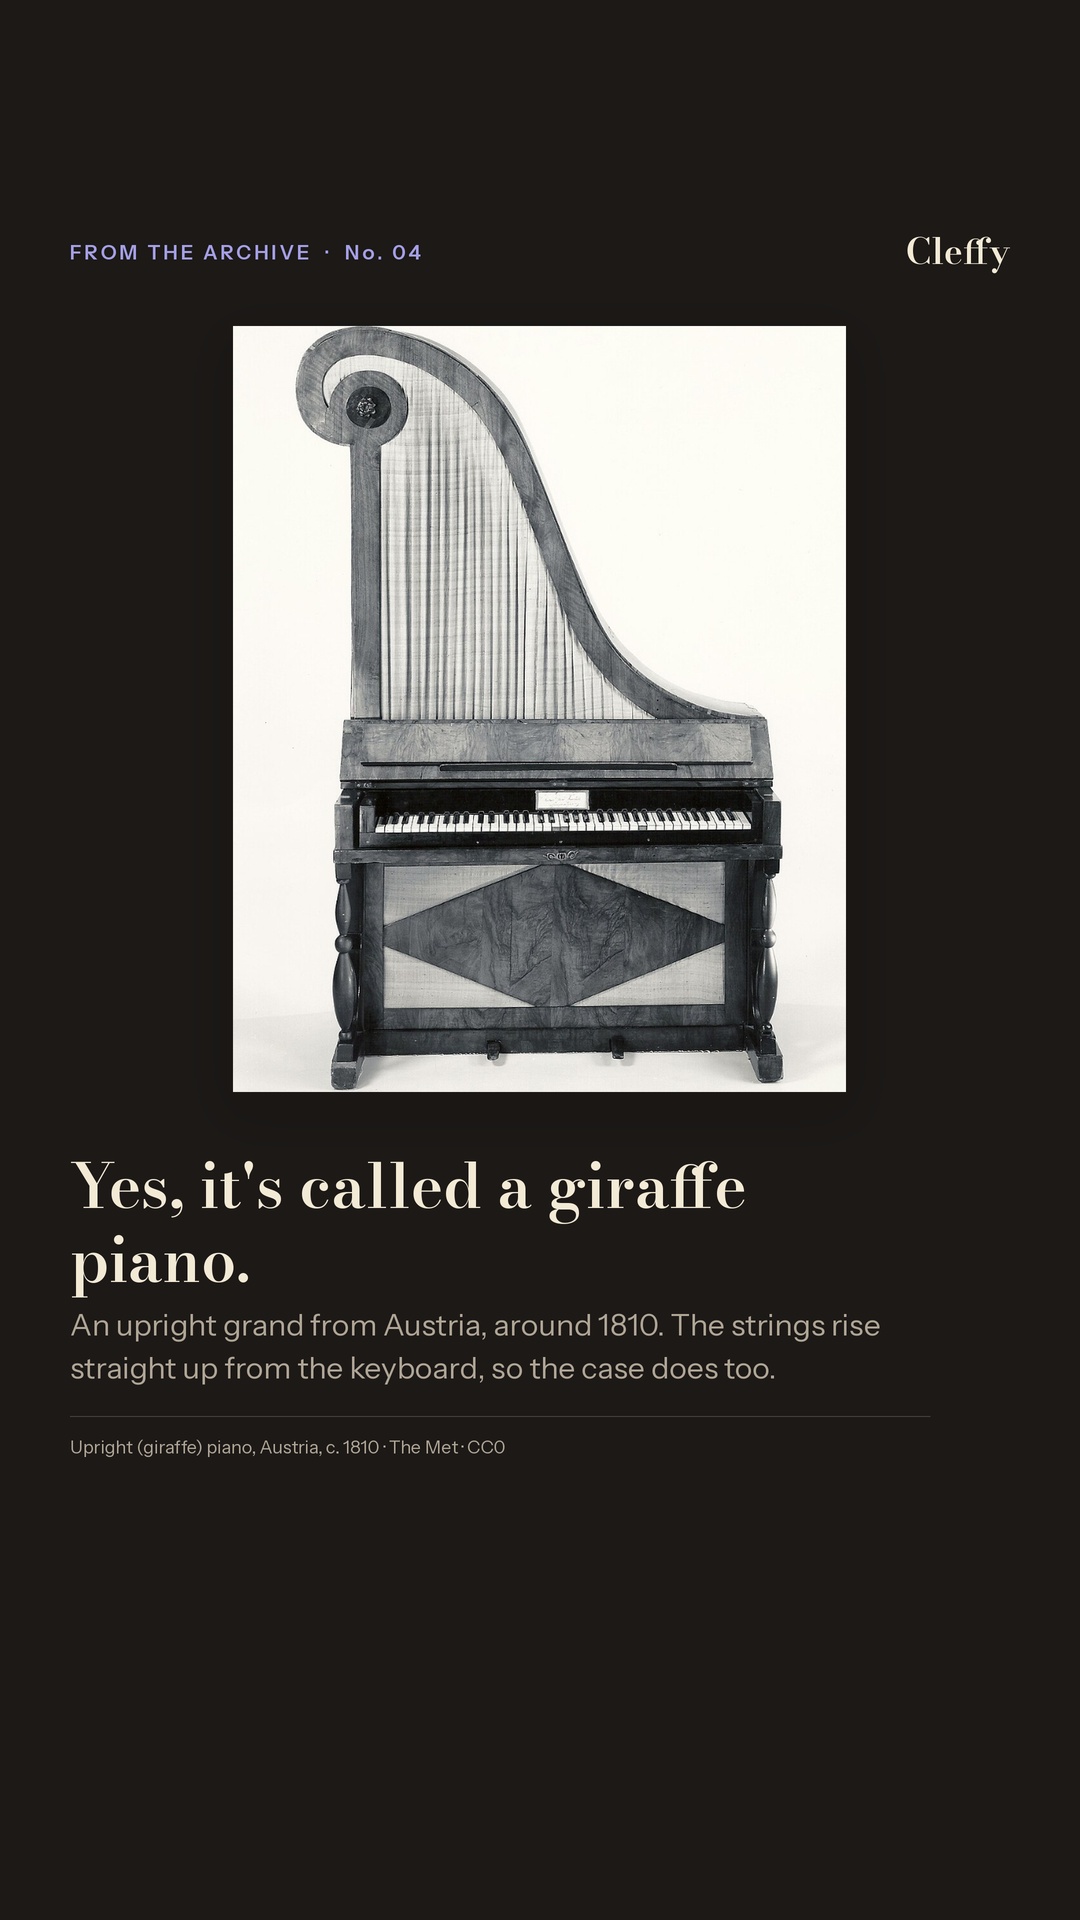 FROM THE ARCHIVE · No. 04
Cleffy
Yes, it's called a giraffe
piano.
An upright grand from Austria, around 1810. The strings rise
straight up from the keyboard, so the case does too.
Upright (giraffe) piano, Austria, c. 1810 · The Met · CC0